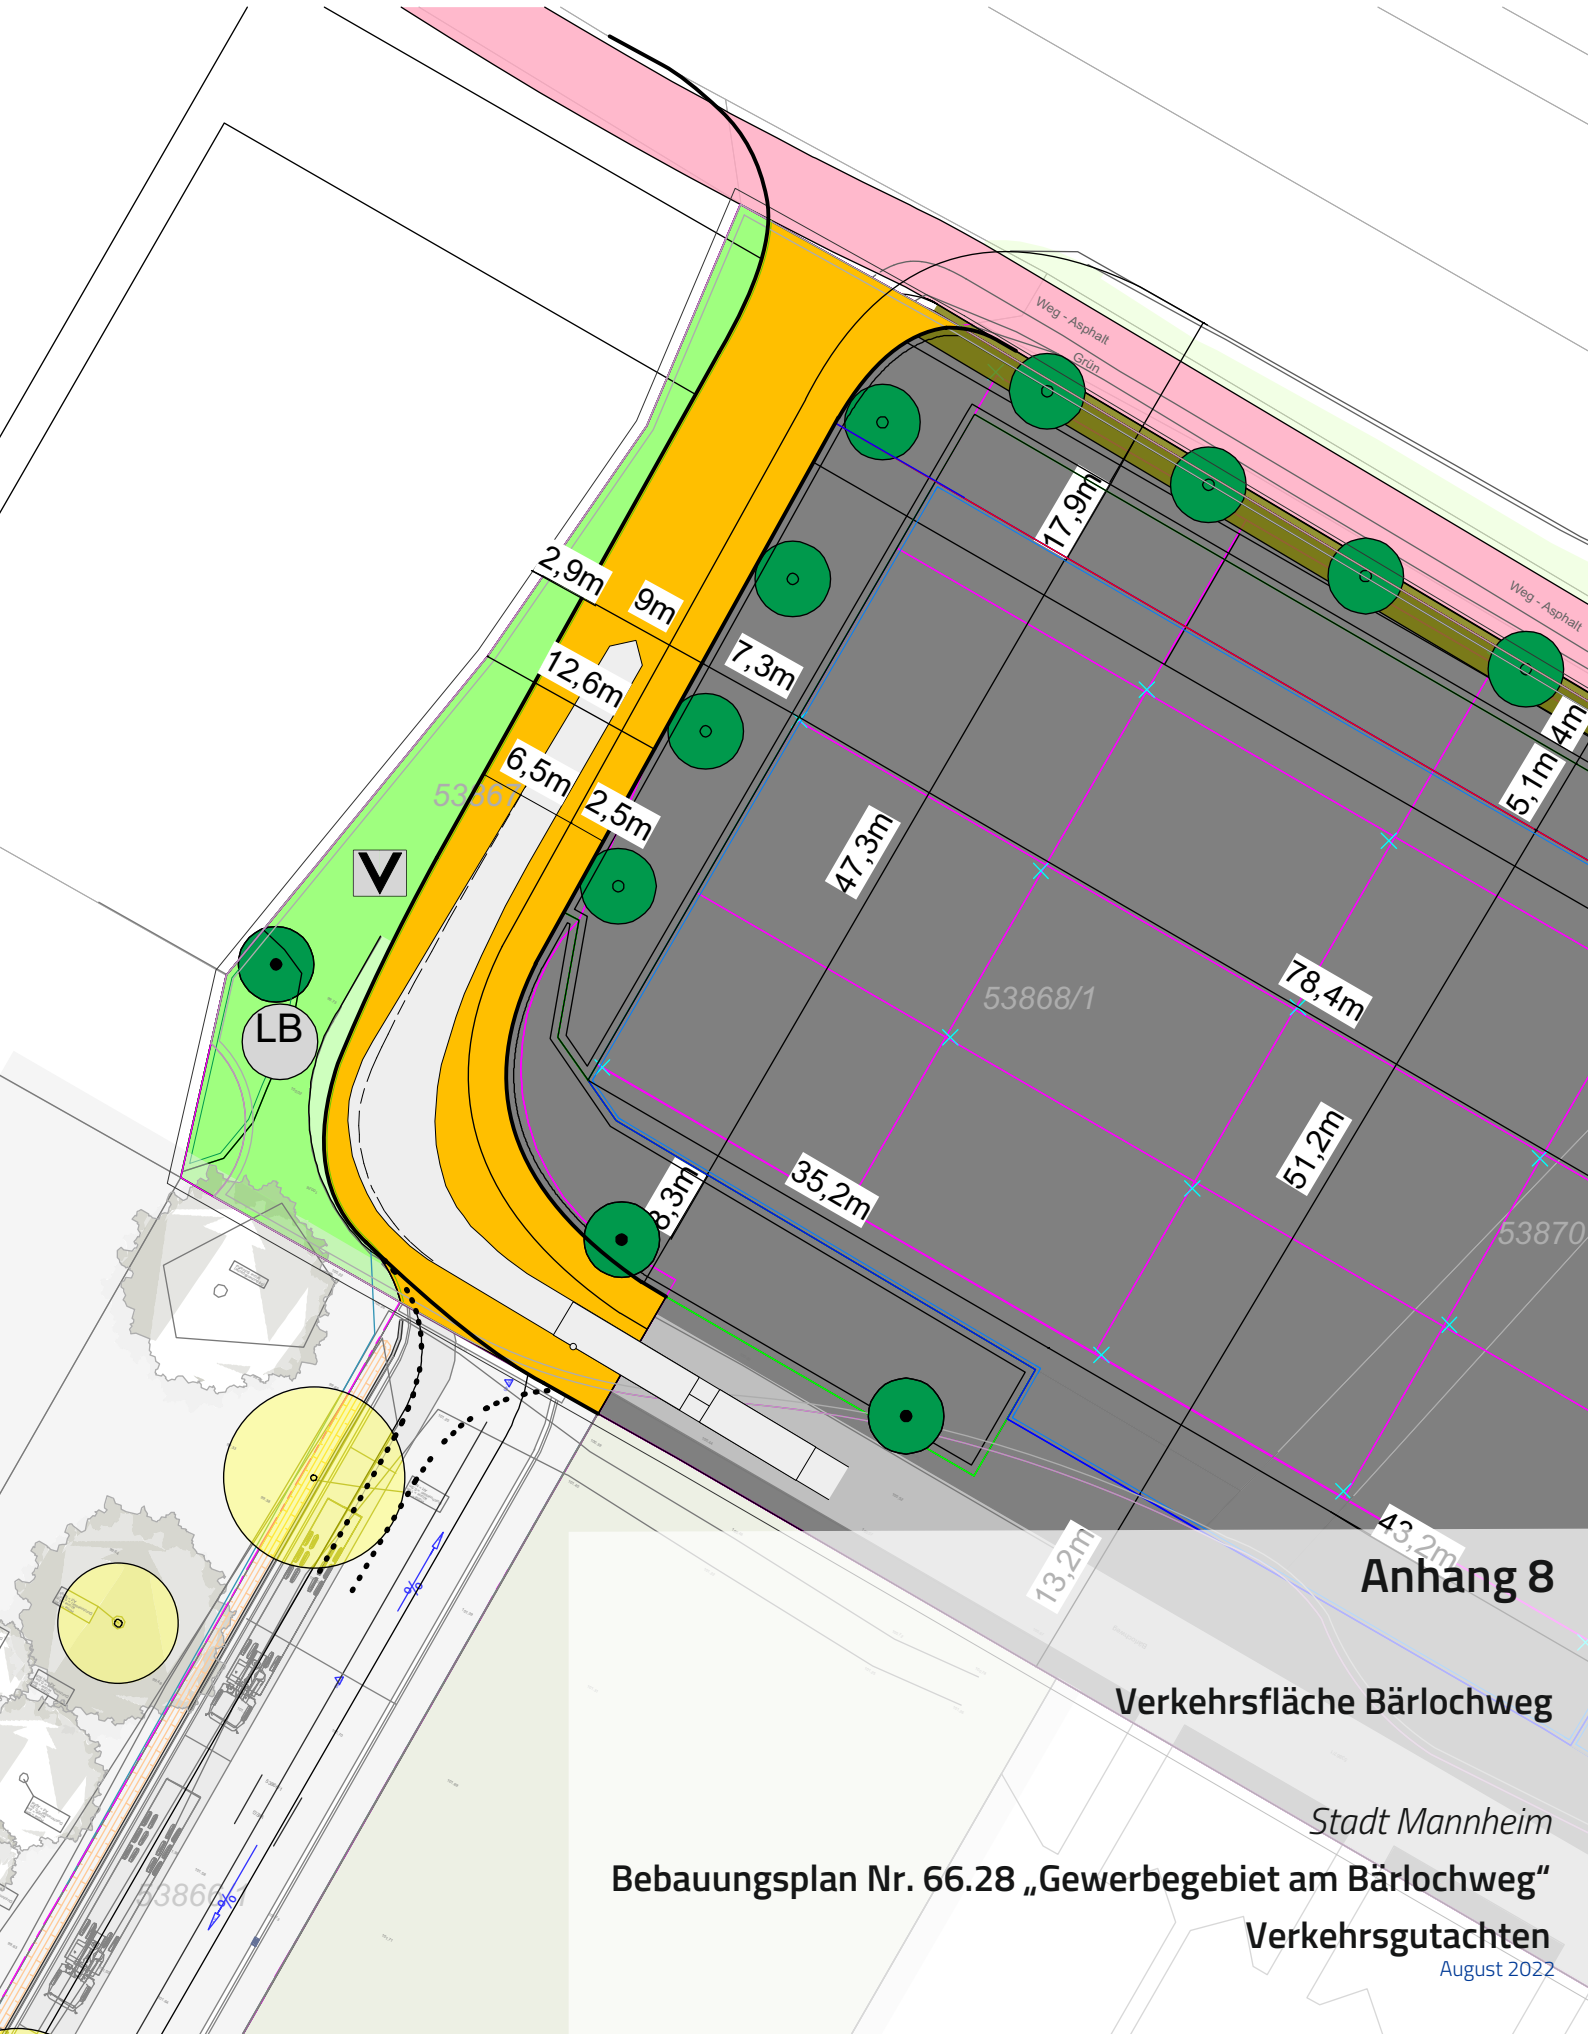 Weg - Asphalt
Grün
Weg - Asphalt
17,9m
2,9m
9m
12,6m
7,3m
4m
5,1m
6,5m
2,5m
53867
47,3m
V
LB
78,4m
53868/1
51,2m
35,2m
8,3m
53870
43,2m
13,2m
%
%
53866/1
Anhang 8
Verkehrsfläche Bärlochweg
Stadt Mannheim
Bebauungsplan Nr. 66.28 „Gewerbegebiet am Bärlochweg“
Verkehrsgutachten
August 2022